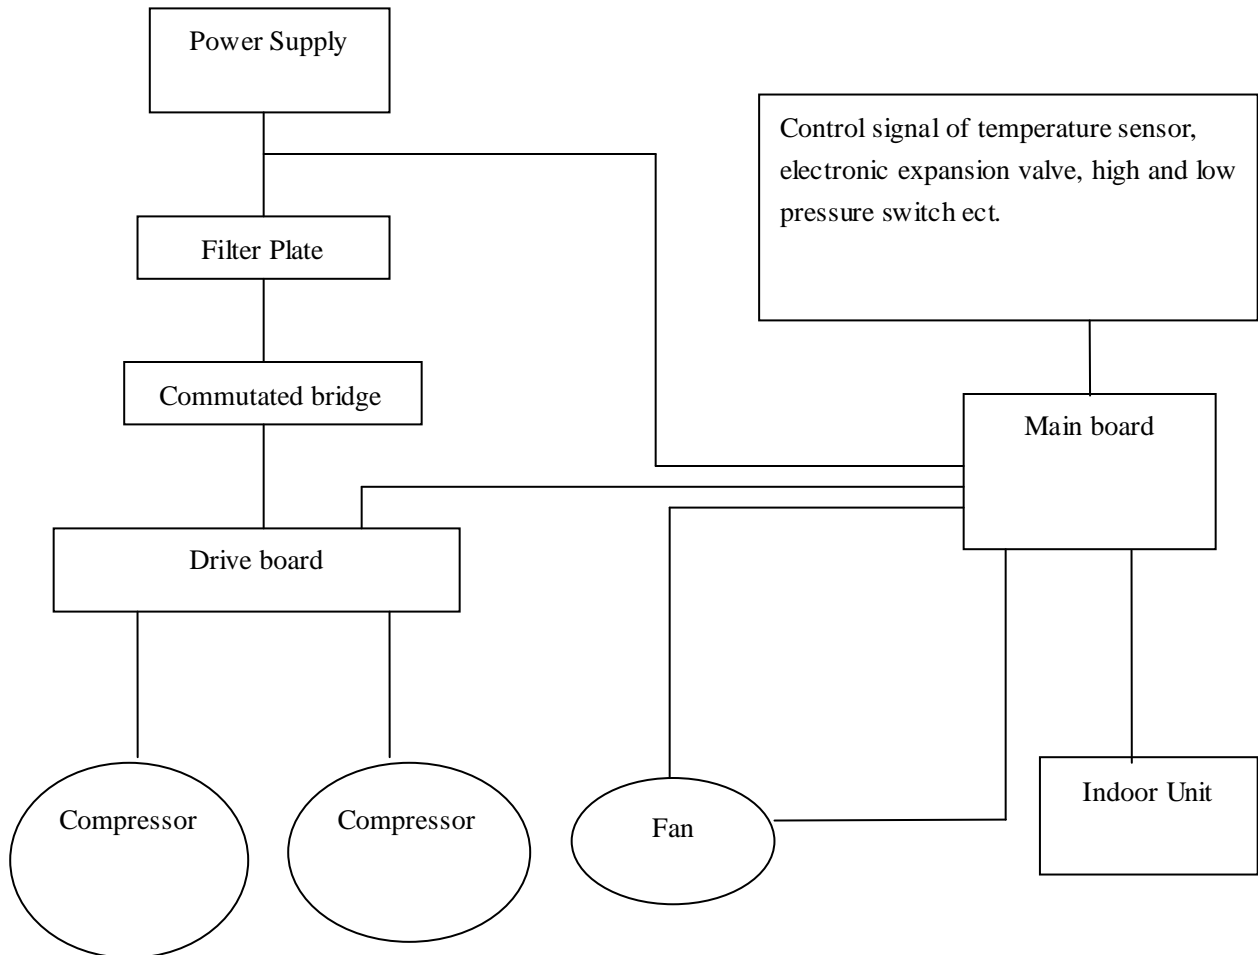 Power Supply
Control signal of temperature sensor,
electronic expansion valve, high and low
pressure switch ect.
Filter Plate
Commutated bridge
Main board
Drive board
Compressor
Compressor
Fan
Indoor Unit